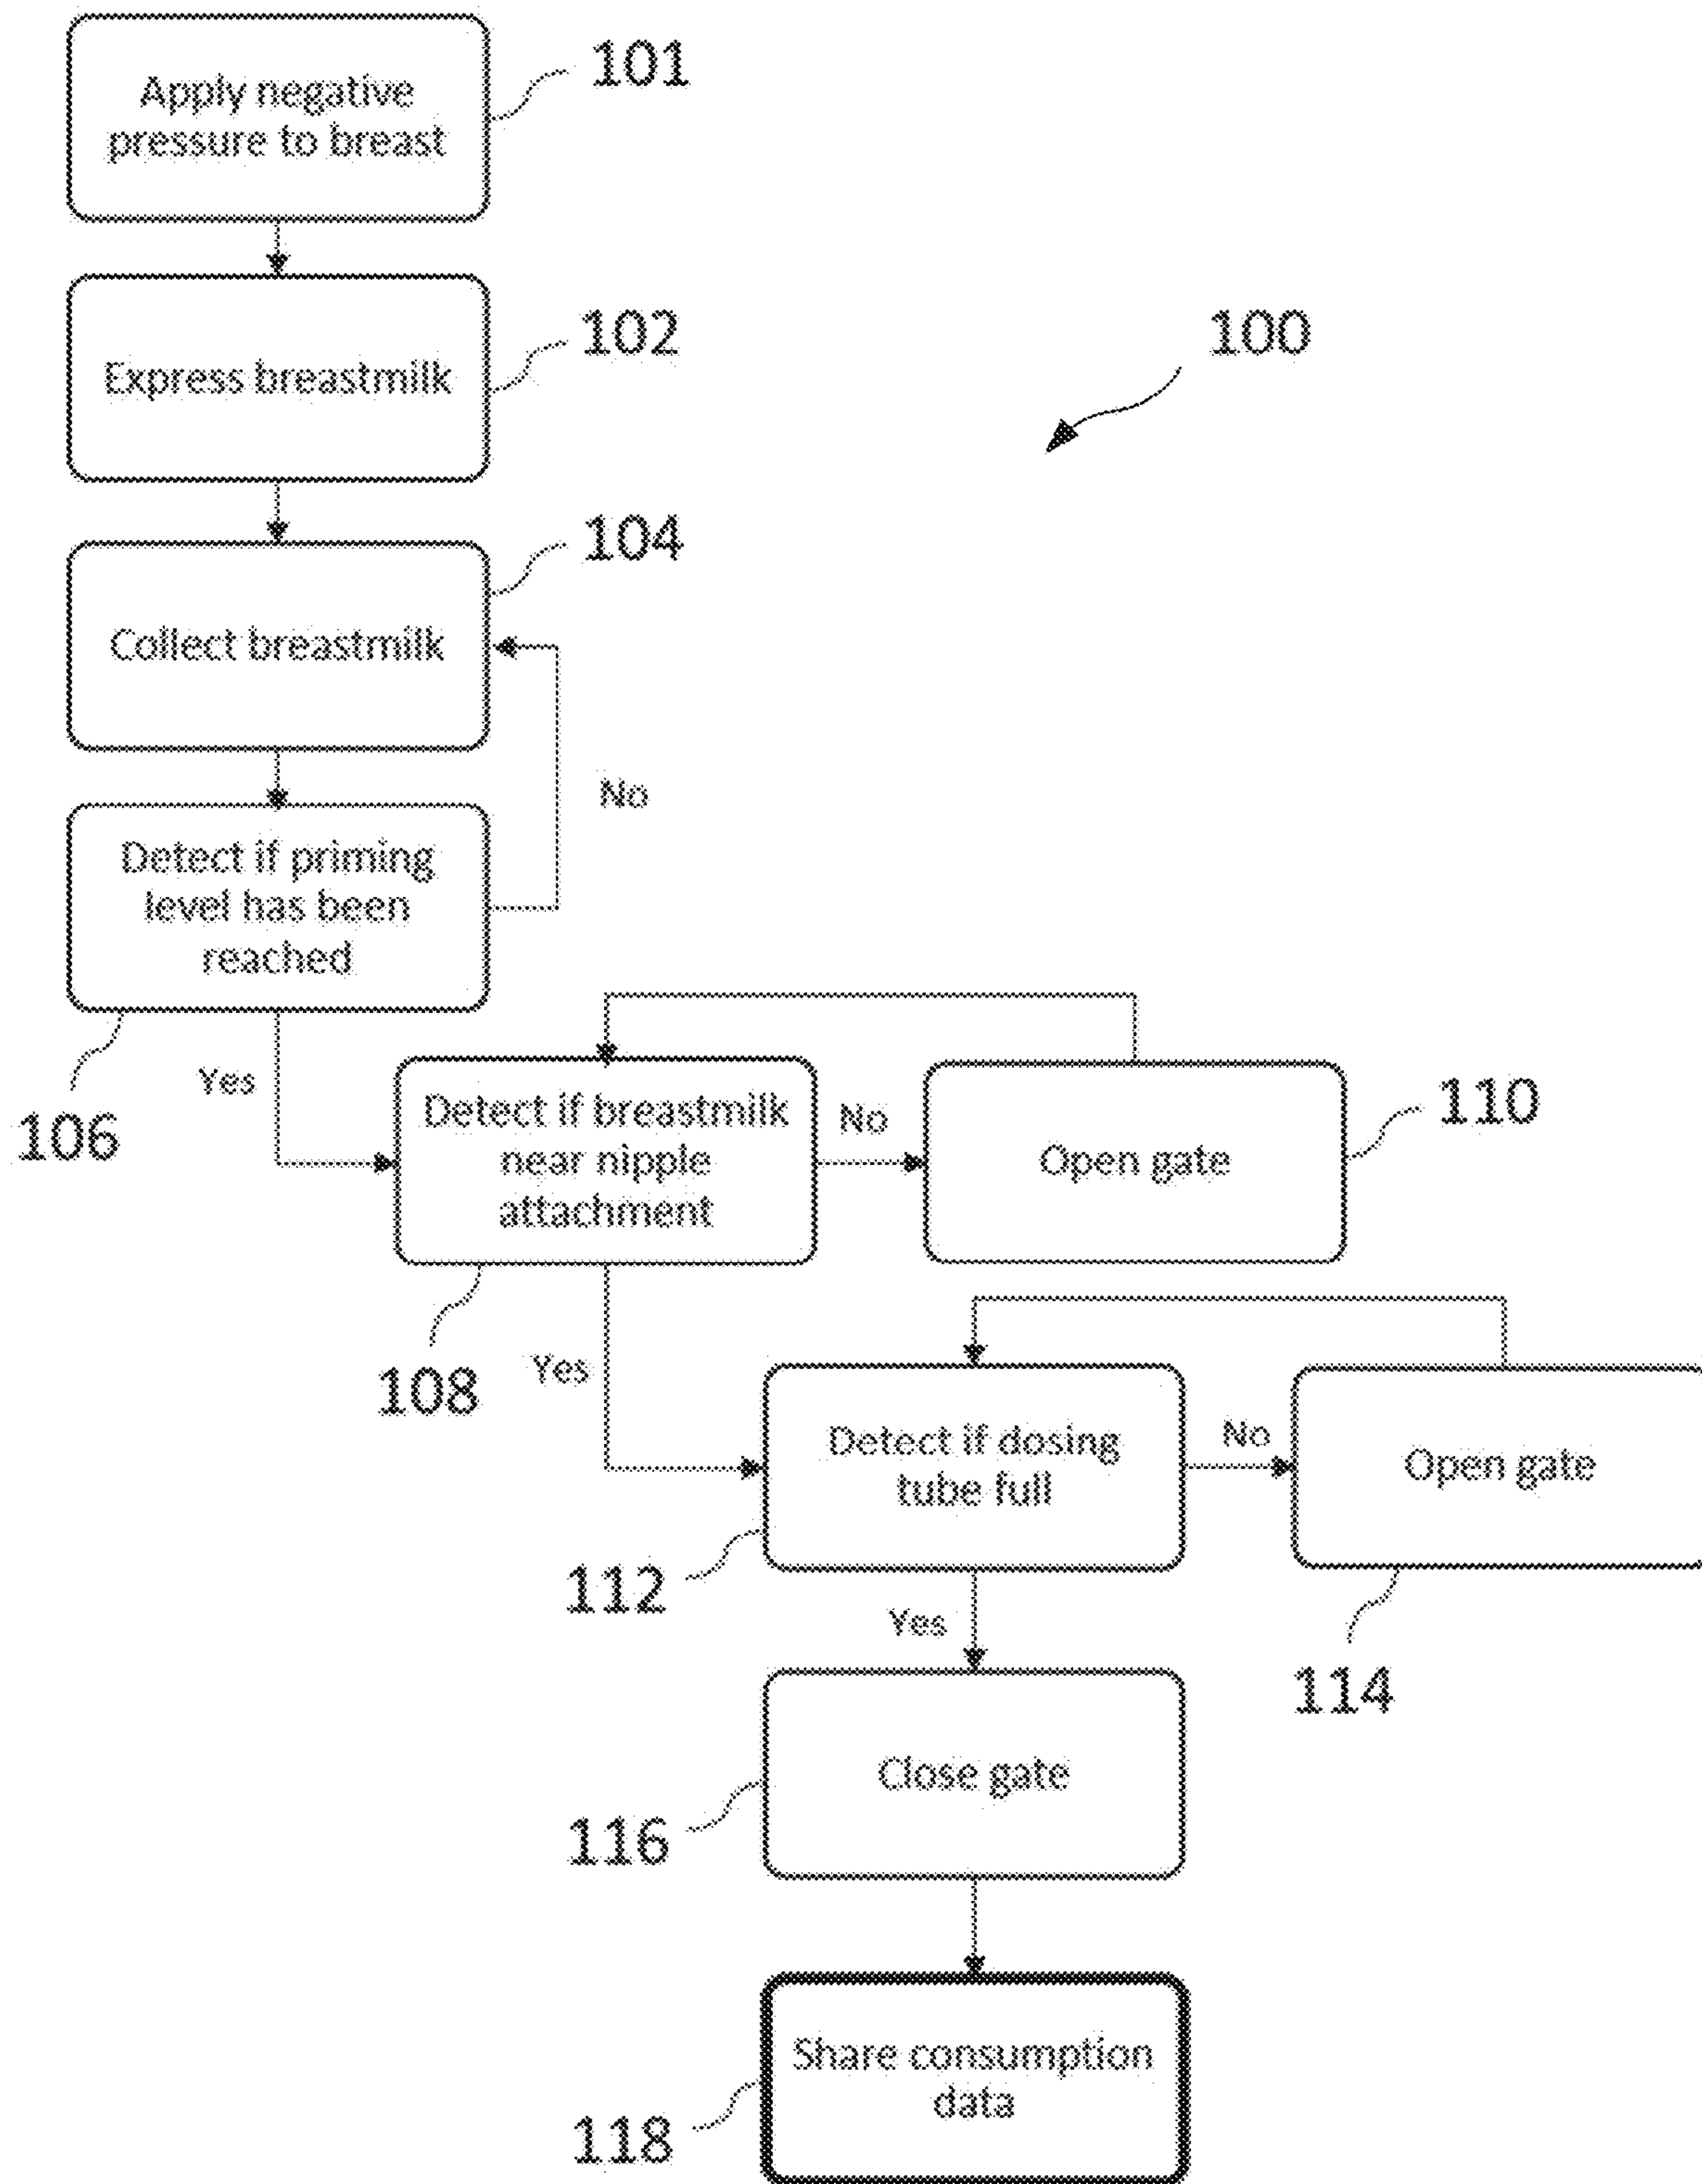 Apply negative
pressure to breast
101
Express breastmilk
102
100
Collect breastmilk
104
No
Detect if priming
level has been
reached
106
Yes
Detect if breastmilk
near nipple
attachment
108
No
Open gate
110
Yes
Detect if dosing
tube full
112
No
Open gate
114
Yes
Close gate
116
Share consumption
data
118